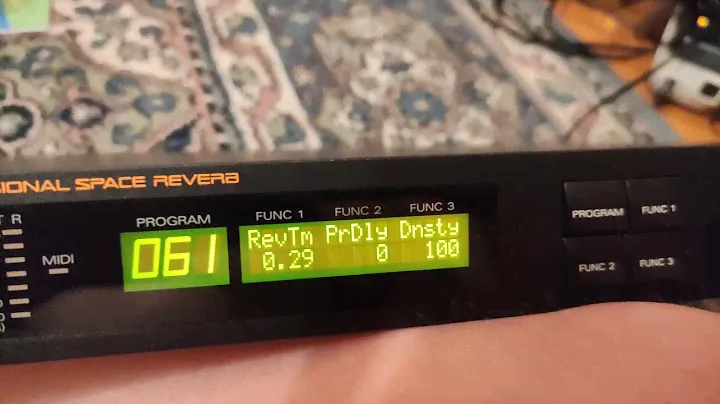 SIONAL SPACE REVERB
R
PROGRAM
FUNC 1
FUNC 2
FUNC 3
MIDI
061
RevTm PrDly Dnsty
0.29 0 100
PROGRAM
FUNC 1
FUNC 2
FUNC 3